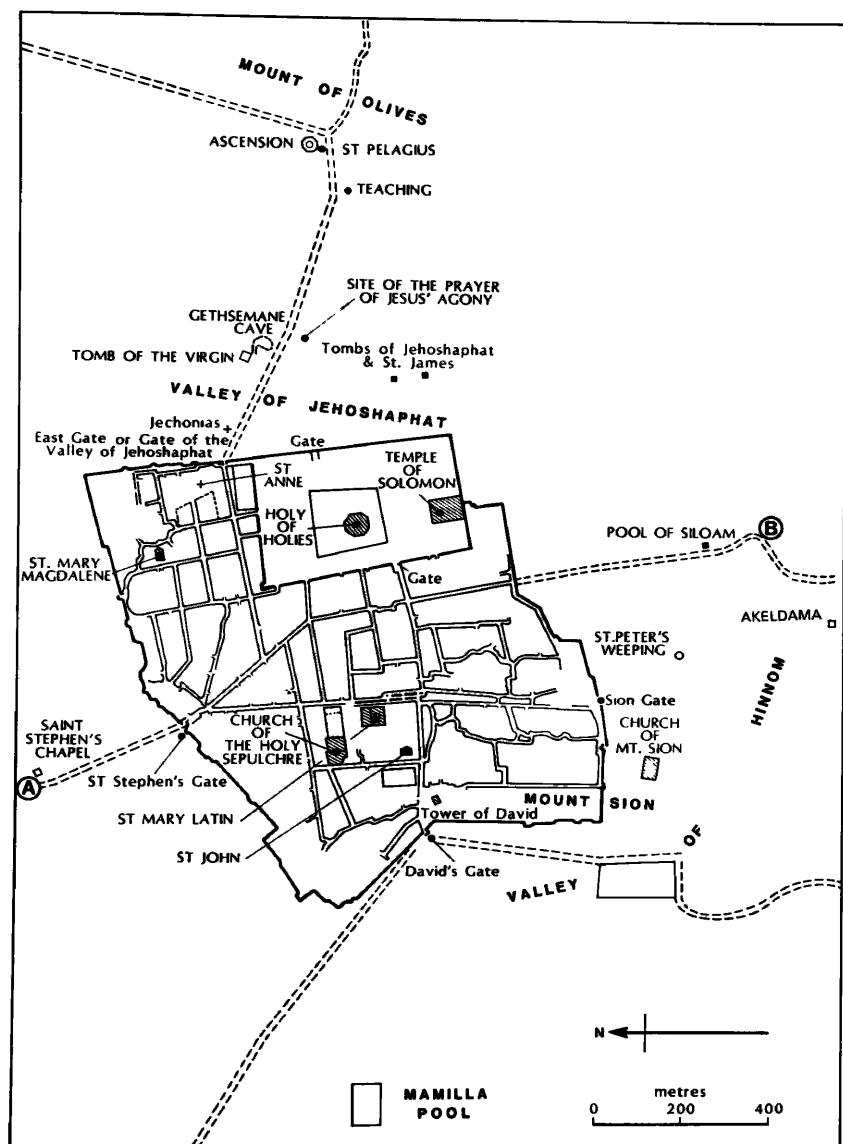 MOUNT OF OLIVES
ASCENSION
ST PELAGIUS
TEACHING
SITE OF THE PRAYER
OF JESUS' AGONY
GETHSEMANE
CAVE
TOMB OF THE VIRGIN
Tombs of Jehoshaphat
& St. James
VALLEY OF JEHOSHAPHAT
Jechonias
East Gate or Gate of the
Valley of Jehoshaphat
Gate
ST
ANNE
TEMPLE
OF
SOLOMON
HOLY
OF
HOLIES
ST. MARY
MAGDALENE
Gate
POOL OF SILOAM
B
AKELDAMA
ST. PETER'S
WEEPING
HINNOM
SION Gate
CHURCH
OF
MT. SION
SAINT
STEPHEN'S
CHAPEL
A
ST Stephen's Gate
CHURCH
OF
THE HOLY
SEPULCHRE
ST MARY LATIN
ST JOHN
MOUNT SION
Tower of David
David's Gate
VALLEY
OF
N
MAMILLA
POOL
metres
0 200 400